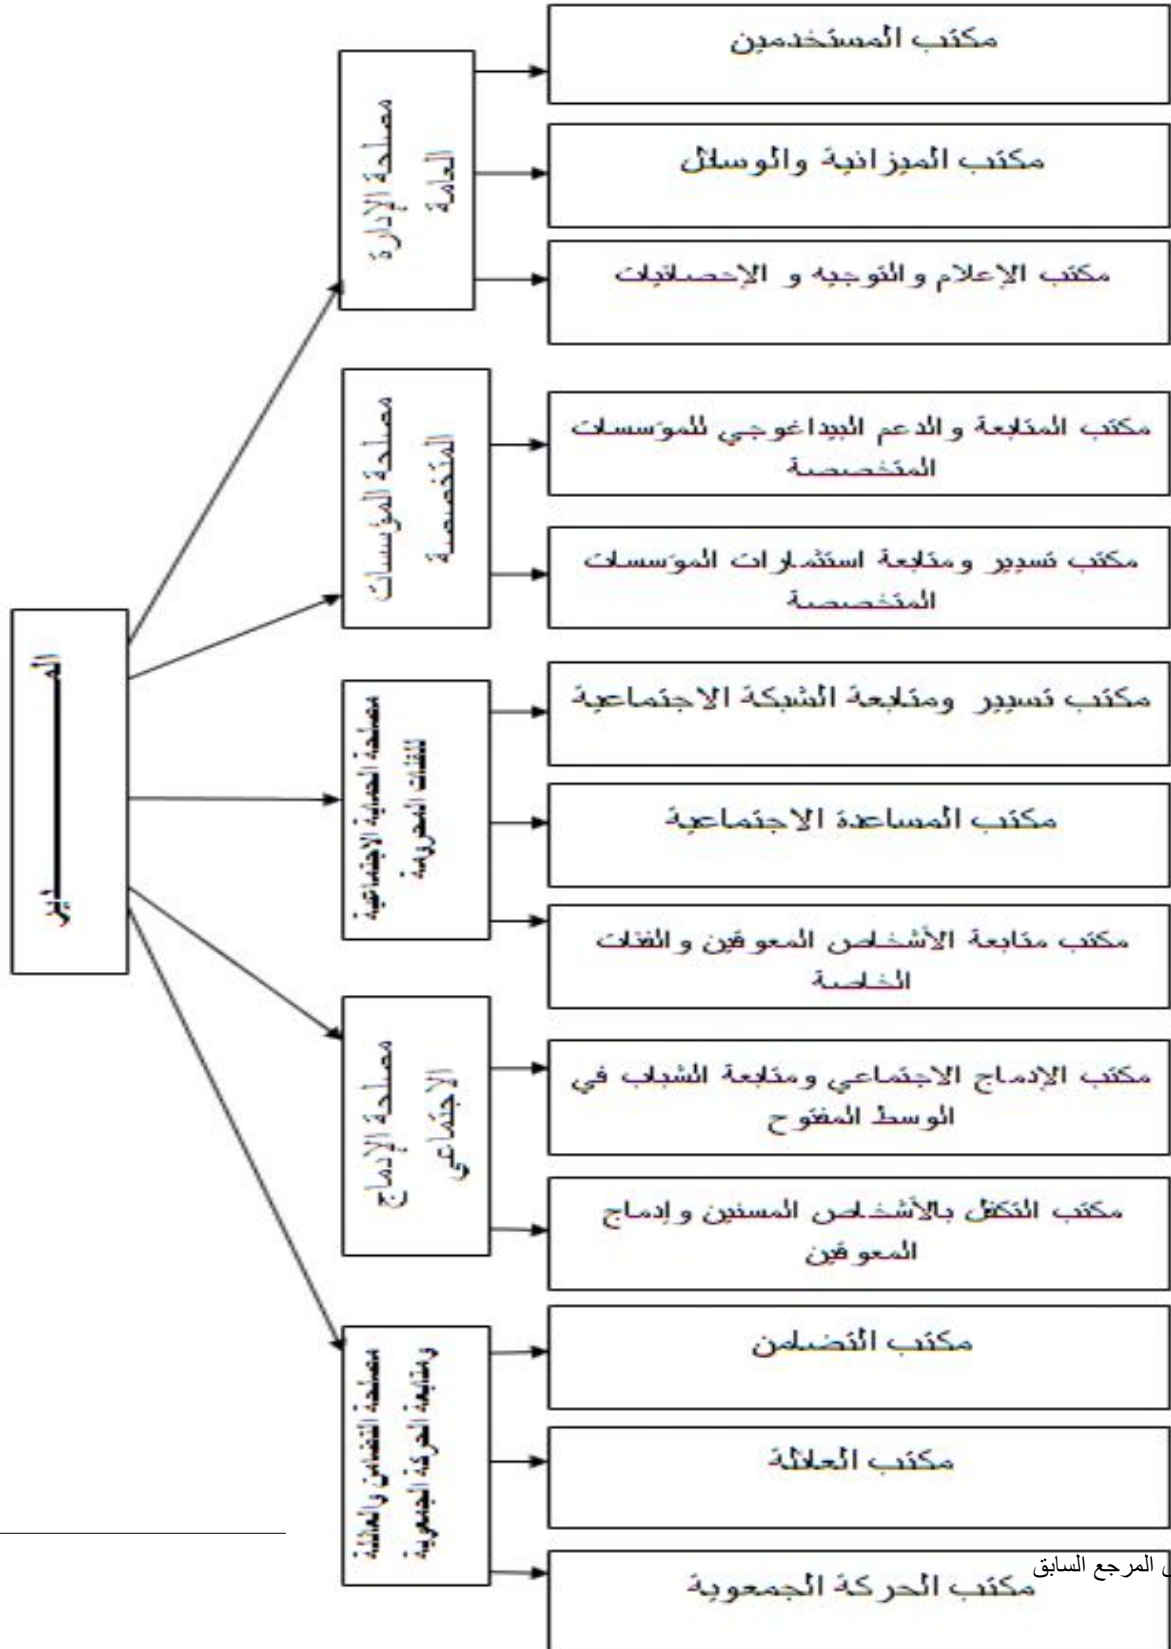 المـــــدير
مصلحة الإدارة
العامة
مكتب المستخدمين
مكتب الميزانية والوسائل
مكتب الإعلام والتوجيه و الإحصائيات
مصلحة المؤسسات
المتخصصة
مكتب المتابعة والدعم البيداغوجي للمؤسسات
المتخصصة
مكتب تسيير ومتابعة استثمارات المؤسسات
المتخصصة
مصلحة الحماية الاجتماعية
للفئات المحرومة
مكتب تسيير ومتابعة الشبكة الاجتماعية
مكتب المساعدة الاجتماعية
مكتب متابعة الأشخاص المعوقين والفئات
الخاصة
مصلحة الإدماج
الاجتماعي
مكتب الإدماج الاجتماعي ومتابعة الشباب في
الوسط المفتوح
مكتب التكفل بالأشخاص المسنين وإدماج
المعوقين
مصلحة التضامن والعائلة
ومتابعة الحركة الجمعوية
مكتب التضامن
مكتب العائلة
مكتب الحركة الجمعوية
المرجع السابق